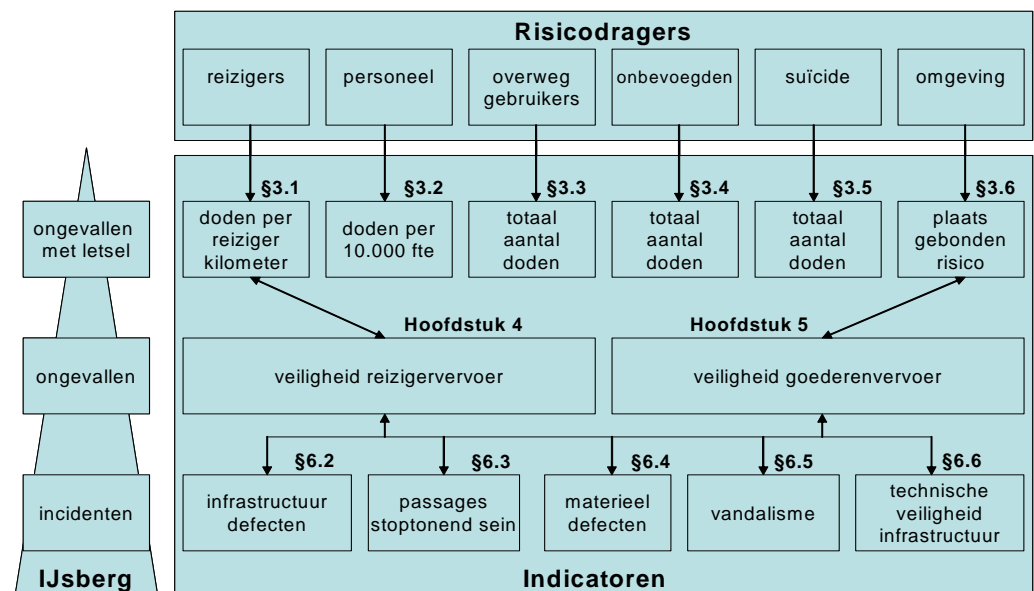 Risicodragers
reizigers
personeel
overweg
gebruikers
onbevoegden
suïcide
omgeving
§3.1
§3.2
§3.3
§3.4
§3.5
§3.6
ongevallen
met letsel
doden per
reiziger
kilometer
doden per
10.000 fte
totaal
aantal
doden
totaal
aantal
doden
totaal
aantal
doden
plaats
gebonden
risico
Hoofdstuk 4
Hoofdstuk 5
ongevallen
veiligheid reizigervervoer
veiligheid goederenvervoer
§6.2
§6.3
§6.4
§6.5
§6.6
incidenten
infrastructuur
defecten
passages
stoptonend sein
materieel
defecten
vandalisme
technische
veiligheid
infrastructuur
IJsberg
Indicatoren